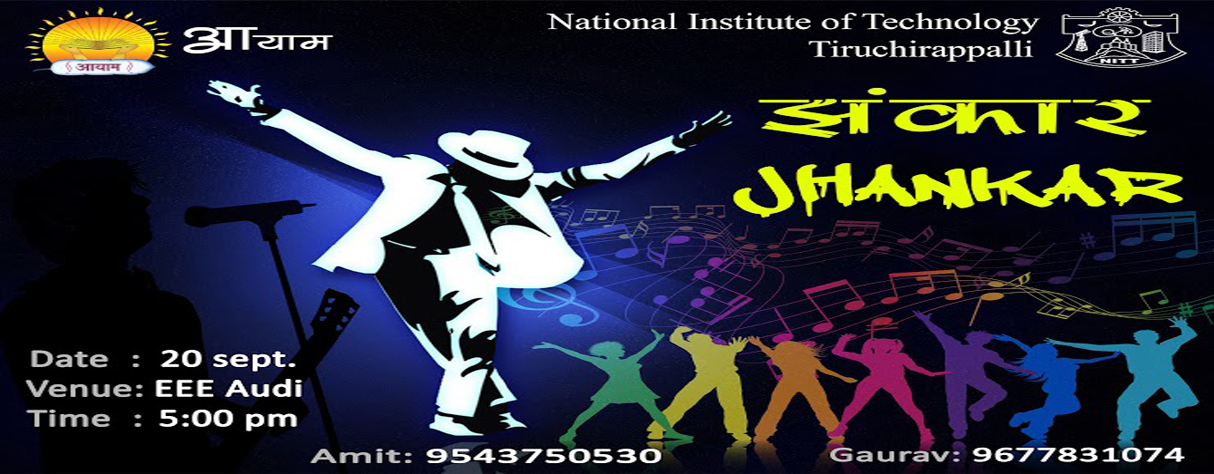 आयाम
आयाम
National Institute of Technology
Tiruchirappalli
NITT
झंकार
JHANKAR
Date : 20 sept.
Venue: EEE Audi
Time : 5:00 pm
Amit: 9543750530
Gaurav: 9677831074